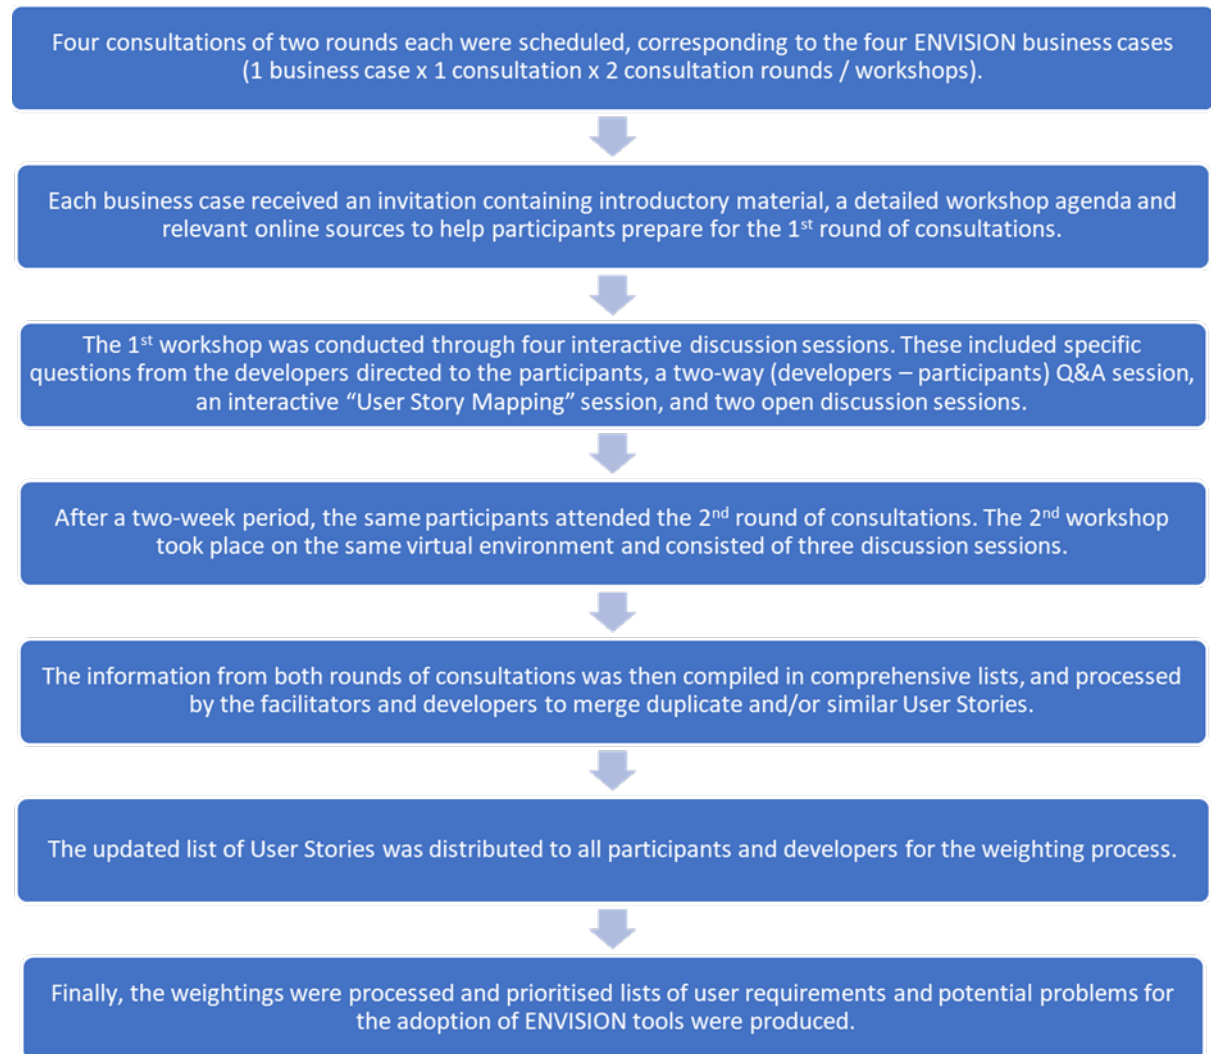 Four consultations of two rounds each were scheduled, corresponding to the four ENVISION business cases
(1 business case x 1 consultation x 2 consultation rounds / workshops).
Each business case received an invitation containing introductory material, a detailed workshop agenda and
relevant online sources to help participants prepare for the 1st round of consultations.
The 1st workshop was conducted through four interactive discussion sessions. These included specific
questions from the developers directed to the participants, a two-way (developers – participants) Q&A session,
an interactive “User Story Mapping” session, and two open discussion sessions.
After a two-week period, the same participants attended the 2nd round of consultations. The 2nd workshop
took place on the same virtual environment and consisted of three discussion sessions.
The information from both rounds of consultations was then compiled in comprehensive lists, and processed
by the facilitators and developers to merge duplicate and/or similar User Stories.
The updated list of User Stories was distributed to all participants and developers for the weighting process.
Finally, the weightings were processed and prioritised lists of user requirements and potential problems for
the adoption of ENVISION tools were produced.